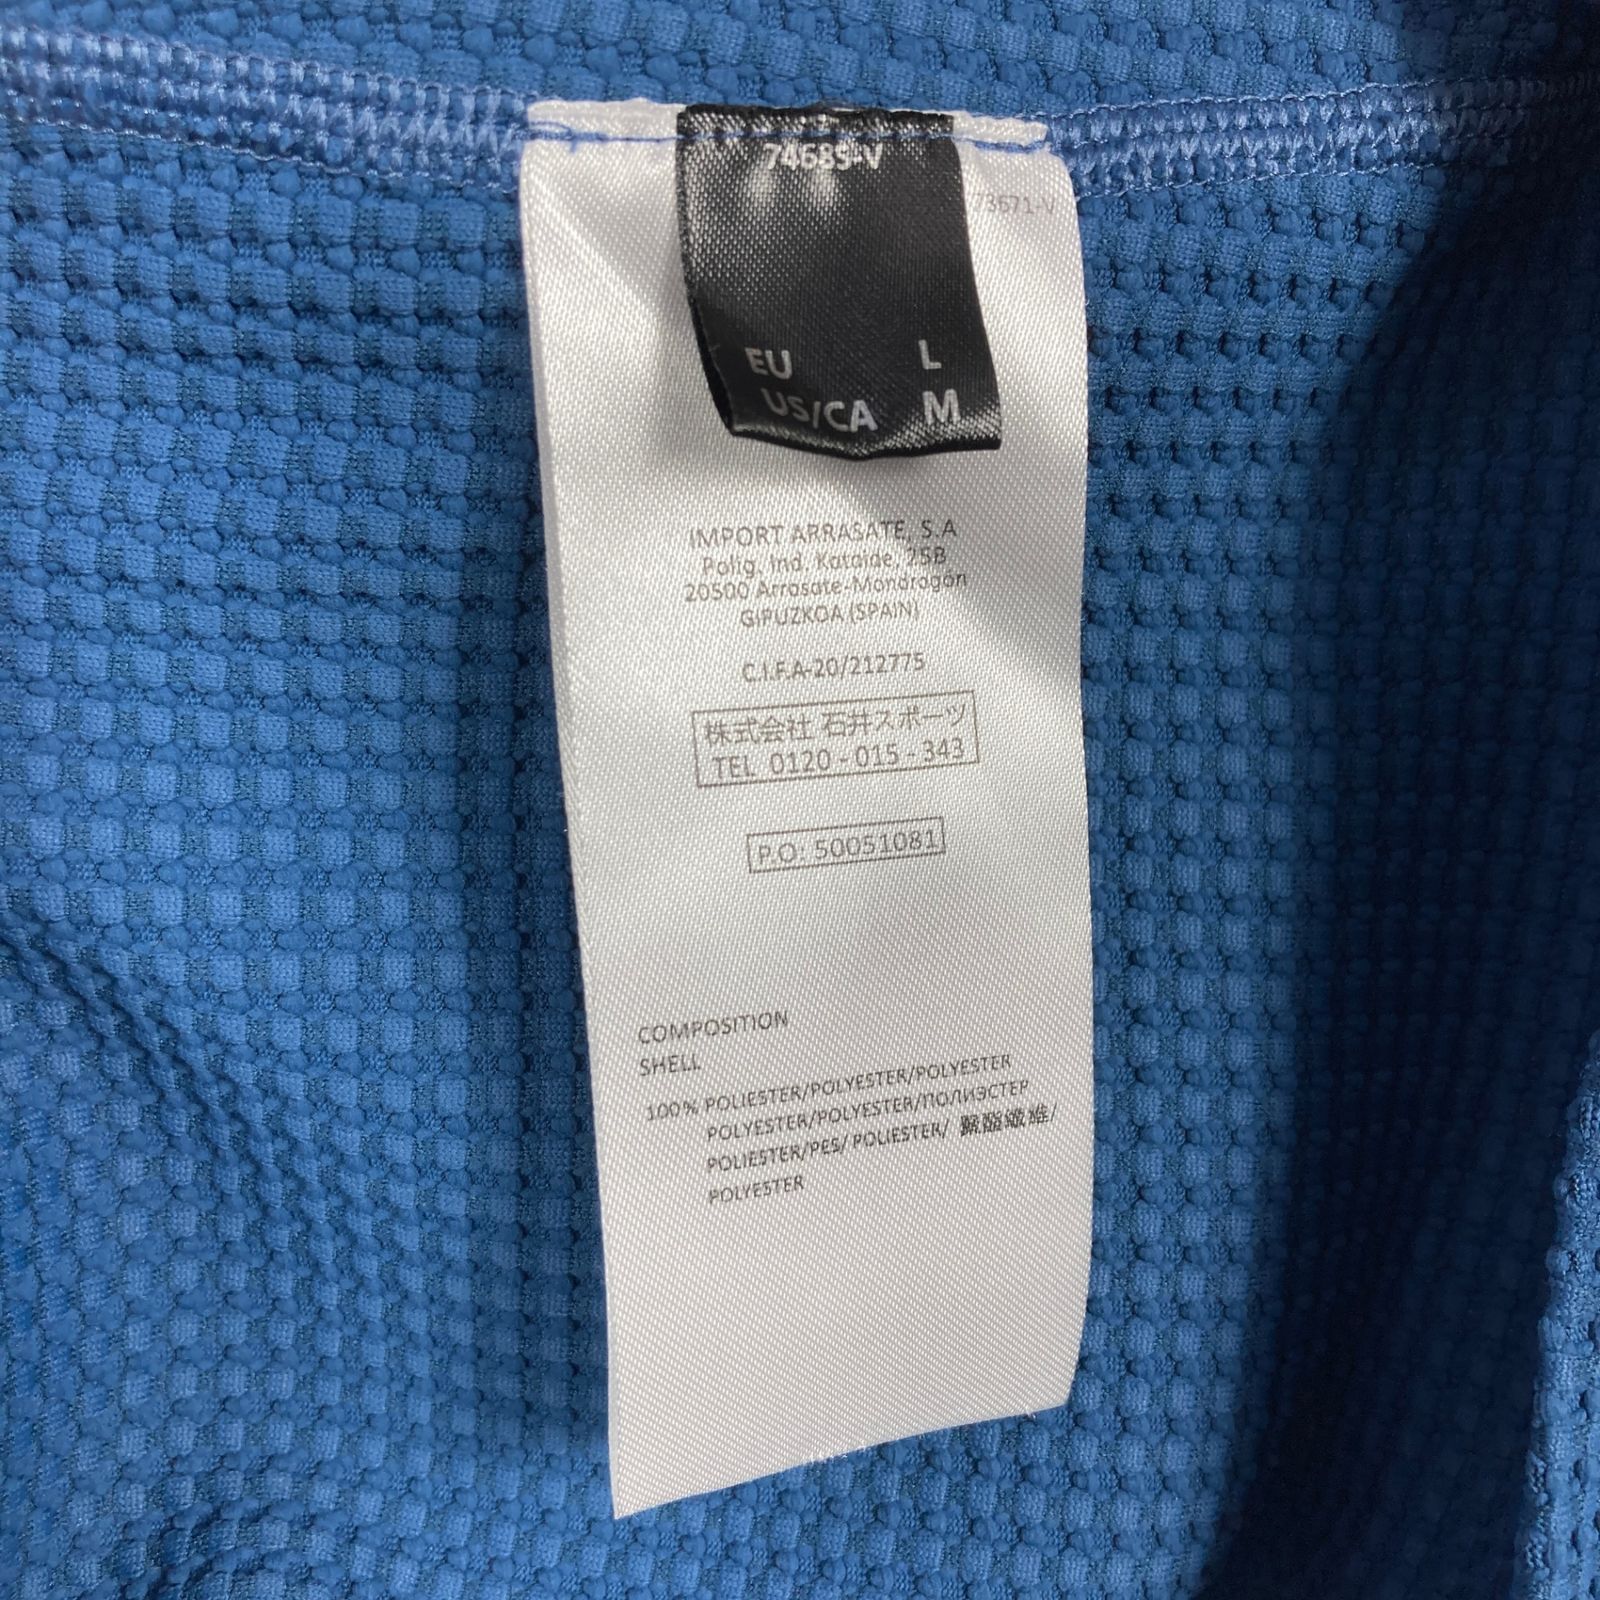 74685-V
73671-V
EU L
US/CA M
IMPORT ARRASATE, S.A
Polig. Ind. Kataide, 25B
20500 Arrasate-Mondragón
GIPUZKOA (SPAIN)
C.I.F.A-20/212775
株式会社 石井スポーツ
TEL 0120 - 015 - 343
P.O: 50051081
COMPOSITION
SHELL
100% POLIESTER/POLYESTER/POLYESTER
POLYESTER/POLYESTER/ПОЛИЭСТЕР
POLIESTER/PES/ POLIESTER/ 聚酯纖維/
POLYESTER